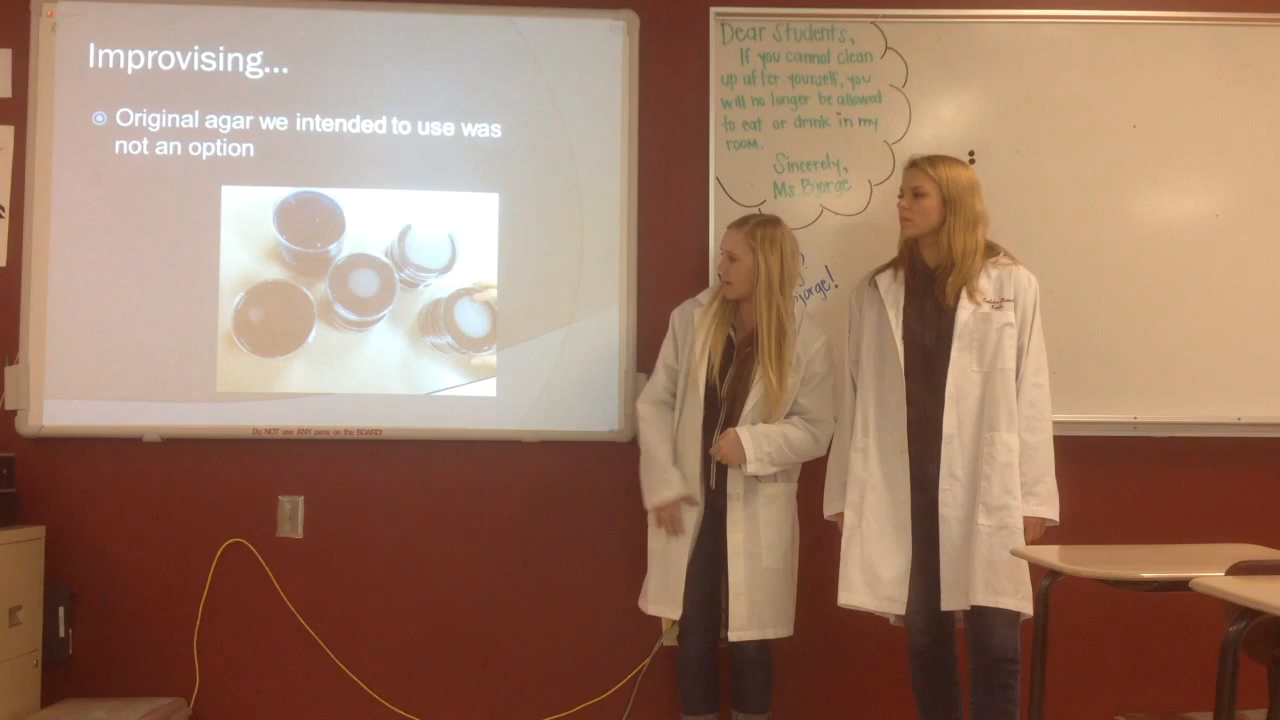 Improvising...
Original agar we intended to use was
not an option
Do NOT use ANY pens on the BOARD!
Dear Students,
If you cannot clean
up after yourself, you
will no longer be allowed
to eat or drink in my
room.
Sincerely,
Ms. Bjorge
Bjorge!